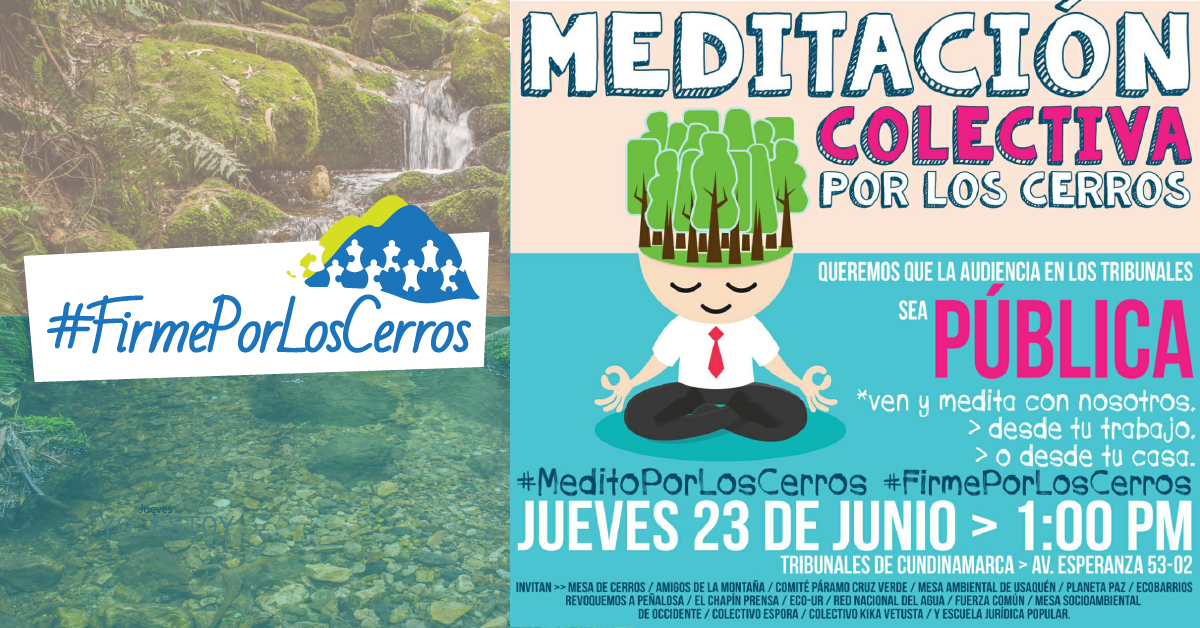 #FirmePorLosCerros
Jueves
YO ESTOY
MEDITACIÓN
COLECTIVA
POR LOS CERROS
QUEREMOS QUE LA AUDIENCIA EN LOS TRIBUNALES
SEA PÚBLICA
*ven y medita con nosotros.
> desde tu trabajo,
> o desde tu casa.
#MeditoPorLosCerros #FirmePorLosCerros
JUEVES 23 DE JUNIO > 1:00 PM
TRIBUNALES DE CUNDINAMARCA > AV. ESPERANZA 53-02
INVITAN >> MESA DE CERROS / AMIGOS DE LA MONTAÑA / COMITÉ PÁRAMO CRUZ VERDE / MESA AMBIENTAL DE USAQUÉN / PLANETA PAZ / ECOBARRIOS
REVOQUEMOS A PEÑALOSA / EL CHAPÍN PRENSA / ECO-UR / RED NACIONAL DEL AGUA / FUERZA COMÚN / MESA SOCIOAMBIENTAL
DE OCCIDENTE / COLECTIVO ESPORA / COLECTIVO KIKA VETUSTA / Y ESCUELA JURÍDICA POPULAR.